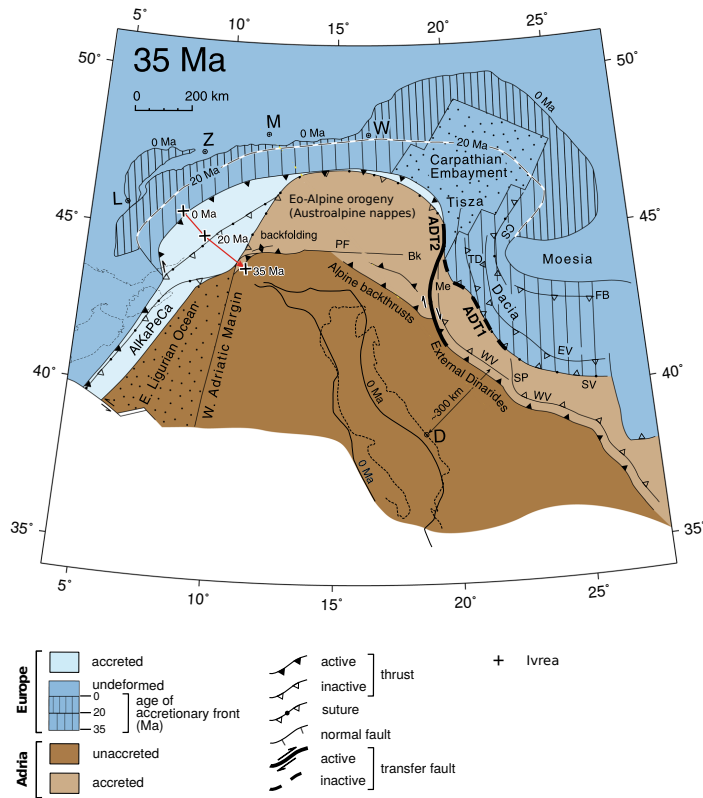 5° 10° 15° 20° 25°
50° 50°
35 Ma
0 200 km
0 Ma
M
W
0 Ma
Z
20 Ma
20 Ma
Carpathian
Embayment
L
Eo-Alpine orogeny
(Austroalpine nappes)
Tisza
45° 45°
0 Ma
ADT2
CS
20 Ma
backfolding
PF
Bk
TD
Moesia
35 Ma
Alpine backthrusts
Me
Dacia
FB
AlKaPeCa
E. Ligurian Ocean
W. Adriatic Margin
ADT1
External Dinarides
WV
EV
40° 40°
SP
SV
0 Ma
~300 km
WV
D
0 Ma
35° 35°
5° 10° 15° 20° 25°
Europe
accreted
undeformed
0
20
35
age of
accretionary front
(Ma)
Adria
unaccreted
accreted
active
inactive
thrust
suture
normal fault
active
inactive
transfer fault
Ivrea